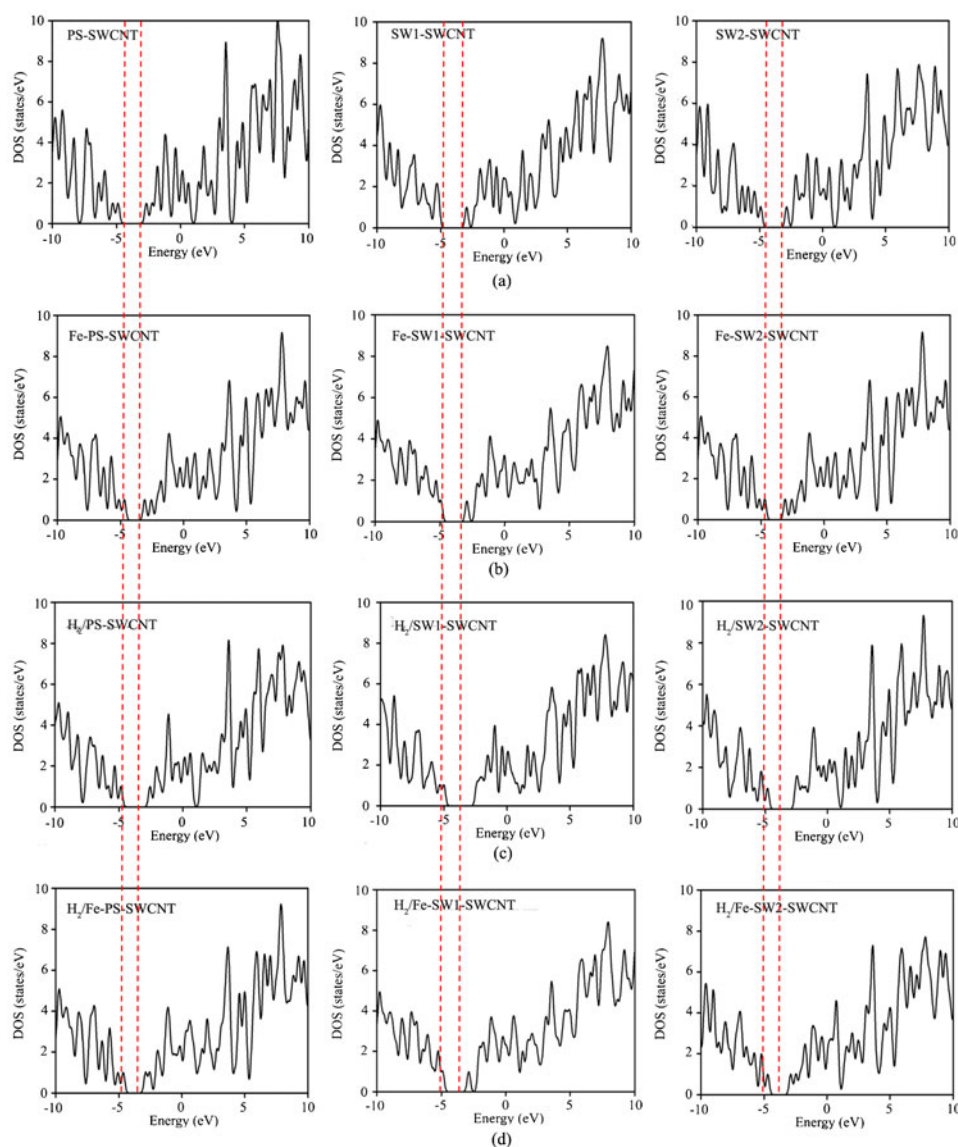 PS-SWCNT
DOS (states/eV)
10
8
6
4
2
0
-10 -5 0 5 10
Energy (eV)
SW1-SWCNT
DOS (states/eV)
10
8
6
4
2
0
-10 -5 0 5 10
Energy (eV)
SW2-SWCNT
DOS (states/eV)
10
8
6
4
2
0
-10 -5 0 5 10
Energy (eV)
(a)
Fe-PS-SWCNT
DOS (states/eV)
10
8
6
4
2
0
-10 -5 0 5 10
Energy (eV)
Fe-SW1-SWCNT
DOS (states/eV)
10
8
6
4
2
0
-10 -5 0 5 10
Energy (eV)
Fe-SW2-SWCNT
DOS (states/eV)
10
8
6
4
2
0
-10 -5 0 5 10
Energy (eV)
(b)
H₂/PS-SWCNT
DOS (states/eV)
10
8
6
4
2
0
-10 -5 0 5 10
Energy (eV)
H₂/SW1-SWCNT
DOS (states/eV)
10
8
6
4
2
0
-10 -5 0 5 10
Energy (eV)
H₂/SW2-SWCNT
DOS (states/eV)
10
8
6
4
2
0
-10 -5 0 5 10
Energy (eV)
(c)
H₂/Fe-PS-SWCNT
DOS (states/eV)
10
8
6
4
2
0
-10 -5 0 5 10
Energy (eV)
H₂/Fe-SW1-SWCNT
DOS (states/eV)
10
8
6
4
2
0
-10 -5 0 5 10
Energy (eV)
H₂/Fe-SW2-SWCNT
DOS (states/eV)
10
8
6
4
2
0
-10 -5 0 5 10
Energy (eV)
(d)